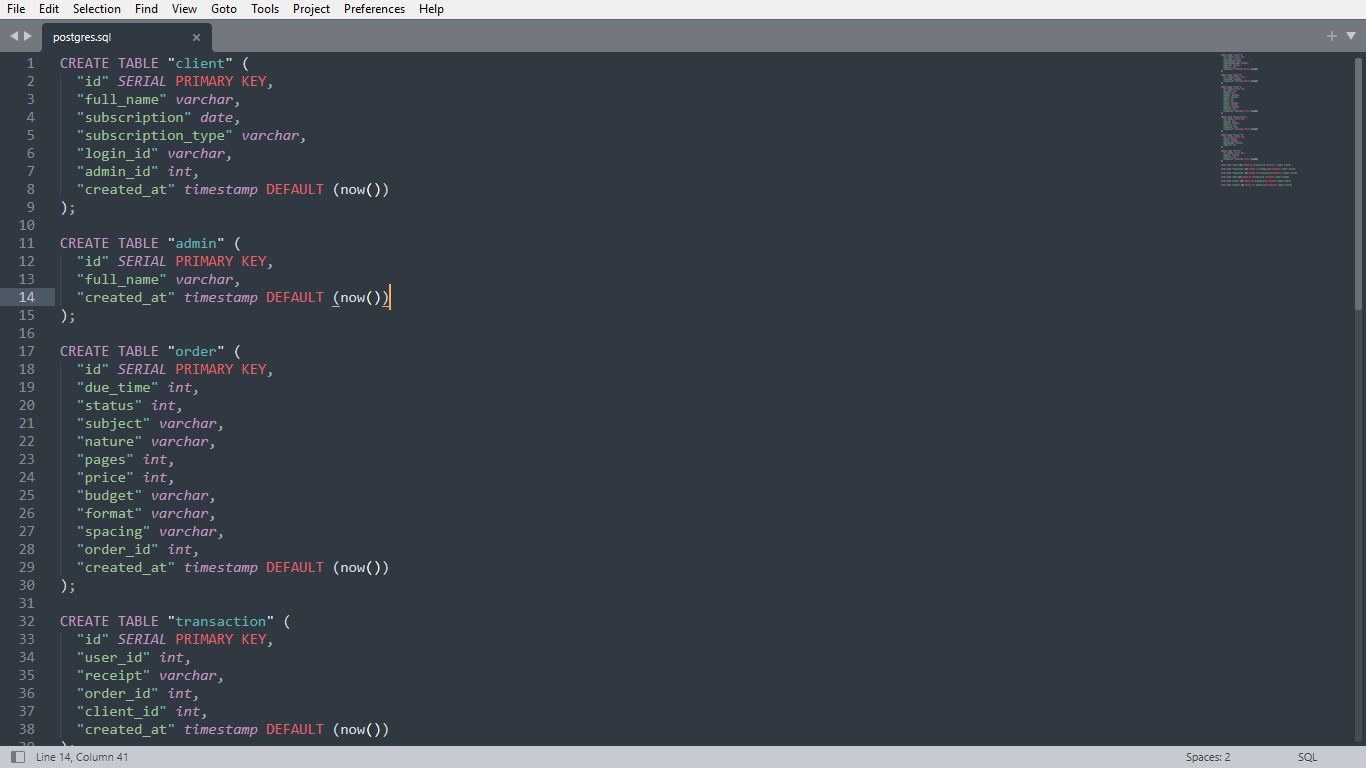 File Edit Selection Find View Goto Tools Project Preferences Help
postgres.sql
1 CREATE TABLE "client" (
2 "id" SERIAL PRIMARY KEY,
3 "full_name" varchar,
4 "subscription" date,
5 "subscription_type" varchar,
6 "login_id" varchar,
7 "admin_id" int,
8 "created_at" timestamp DEFAULT (now())
9 );
10
11 CREATE TABLE "admin" (
12 "id" SERIAL PRIMARY KEY,
13 "full_name" varchar,
14 "created_at" timestamp DEFAULT (now())
15 );
16
17 CREATE TABLE "order" (
18 "id" SERIAL PRIMARY KEY,
19 "due_time" int,
20 "status" int,
21 "subject" varchar,
22 "nature" varchar,
23 "pages" int,
24 "price" int,
25 "budget" varchar,
26 "format" varchar,
27 "spacing" varchar,
28 "order_id" int,
29 "created_at" timestamp DEFAULT (now())
30 );
31
32 CREATE TABLE "transaction" (
33 "id" SERIAL PRIMARY KEY,
34 "user_id" int,
35 "receipt" varchar,
36 "order_id" int,
37 "client_id" int,
38 "created_at" timestamp DEFAULT (now())
Line 14, Column 41
Spaces: 2
SQL